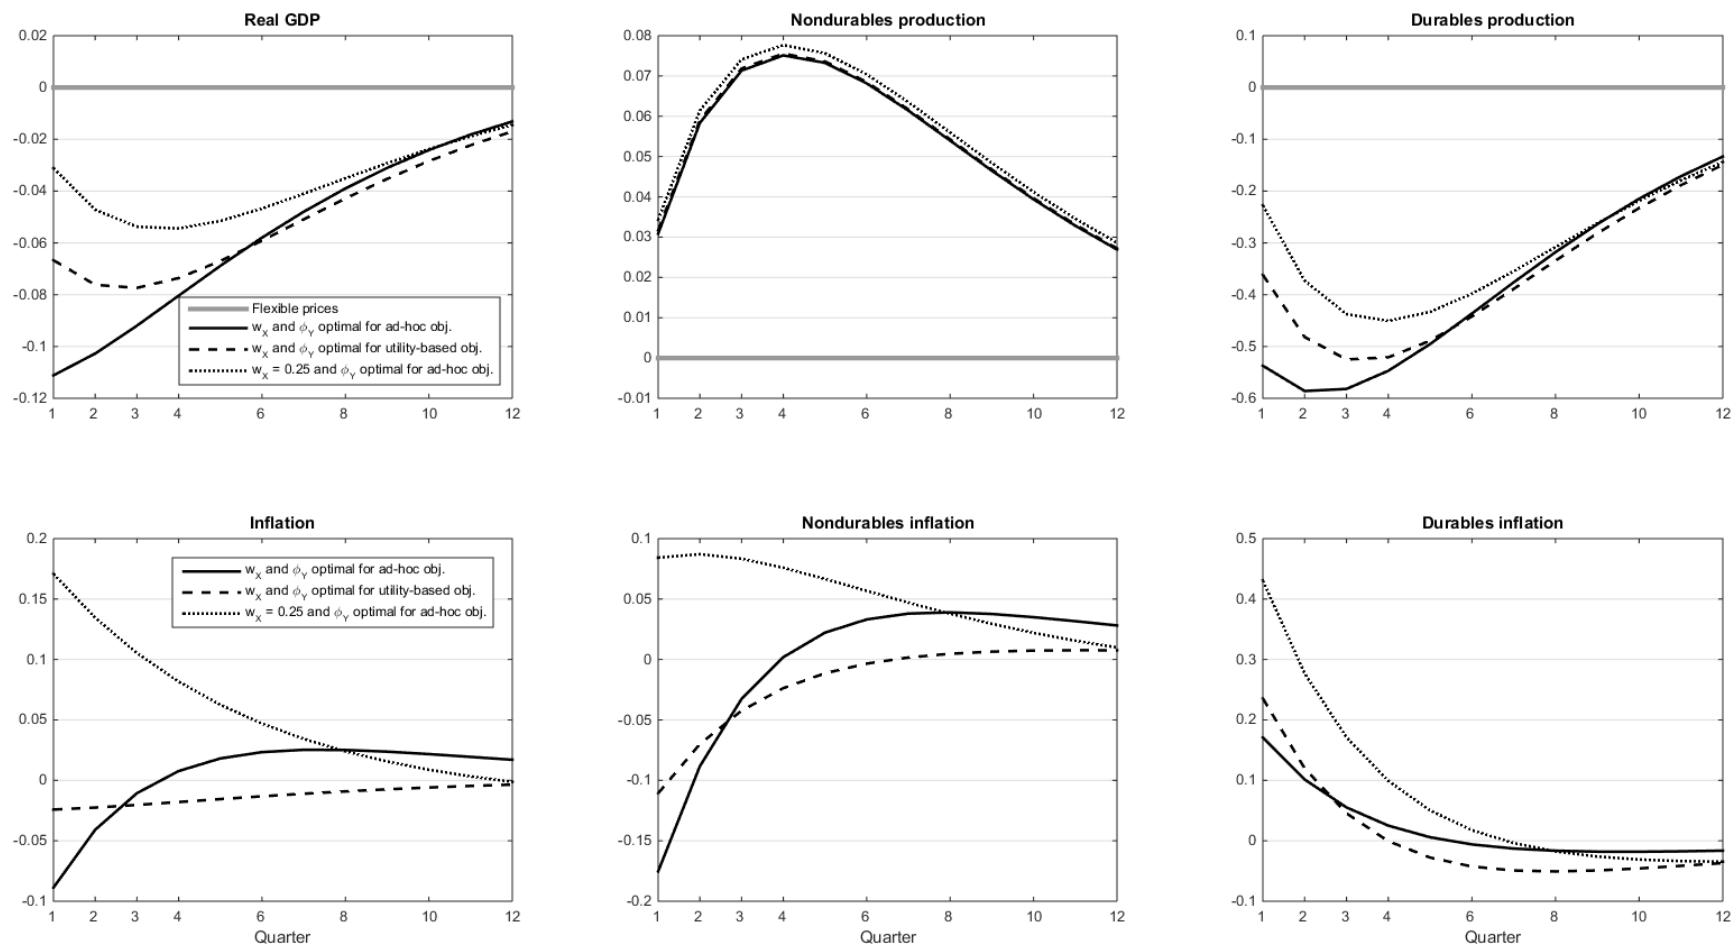 Real GDP
0.02
0
-0.02
-0.04
-0.06
-0.08
-0.1
-0.12
Flexible prices
w_X and ϕ_Y optimal for ad-hoc obj.
w_X and ϕ_Y optimal for utility-based obj.
w_X = 0.25 and ϕ_Y optimal for ad-hoc obj.
1 2 3 4 6 8 10 12
Nondurables production
0.08
0.07
0.06
0.05
0.04
0.03
0.02
0.01
0
-0.01
1 2 3 4 6 8 10 12
Durables production
0.1
0
-0.1
-0.2
-0.3
-0.4
-0.5
-0.6
1 2 3 4 6 8 10 12
Inflation
0.2
0.15
0.1
0.05
0
-0.05
-0.1
w_X and ϕ_Y optimal for ad-hoc obj.
w_X and ϕ_Y optimal for utility-based obj.
w_X = 0.25 and ϕ_Y optimal for ad-hoc obj.
1 2 3 4 6 8 10 12
Quarter
Nondurables inflation
0.1
0.05
0
-0.05
-0.1
-0.15
-0.2
1 2 3 4 6 8 10 12
Quarter
Durables inflation
0.5
0.4
0.3
0.2
0.1
0
-0.1
1 2 3 4 6 8 10 12
Quarter